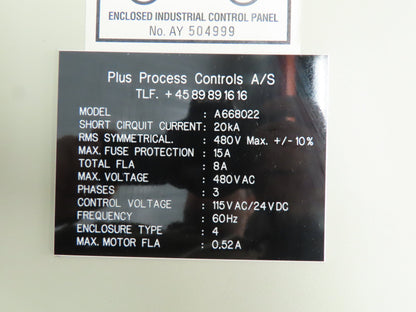 ENCLOSED INDUSTRIAL CONTROL PANEL
No. AY 504999
Plus Process Controls A/S
TLF. +45 89 89 16 16
MODEL : A668022
SHORT CIRQUIT CURRENT: 20kA
RMS SYMMETRICAL. : 480V Max. +/-10%
MAX. FUSE PROTECTION : 15A
TOTAL FLA : 8A
MAX. VOLTAGE : 480VAC
PHASES : 3
CONTROL VOLTAGE : 115VAC/24VDC
FREQUENCY : 60Hz
ENCLOSURE TYPE : 4
MAX. MOTOR FLA : 0.52A